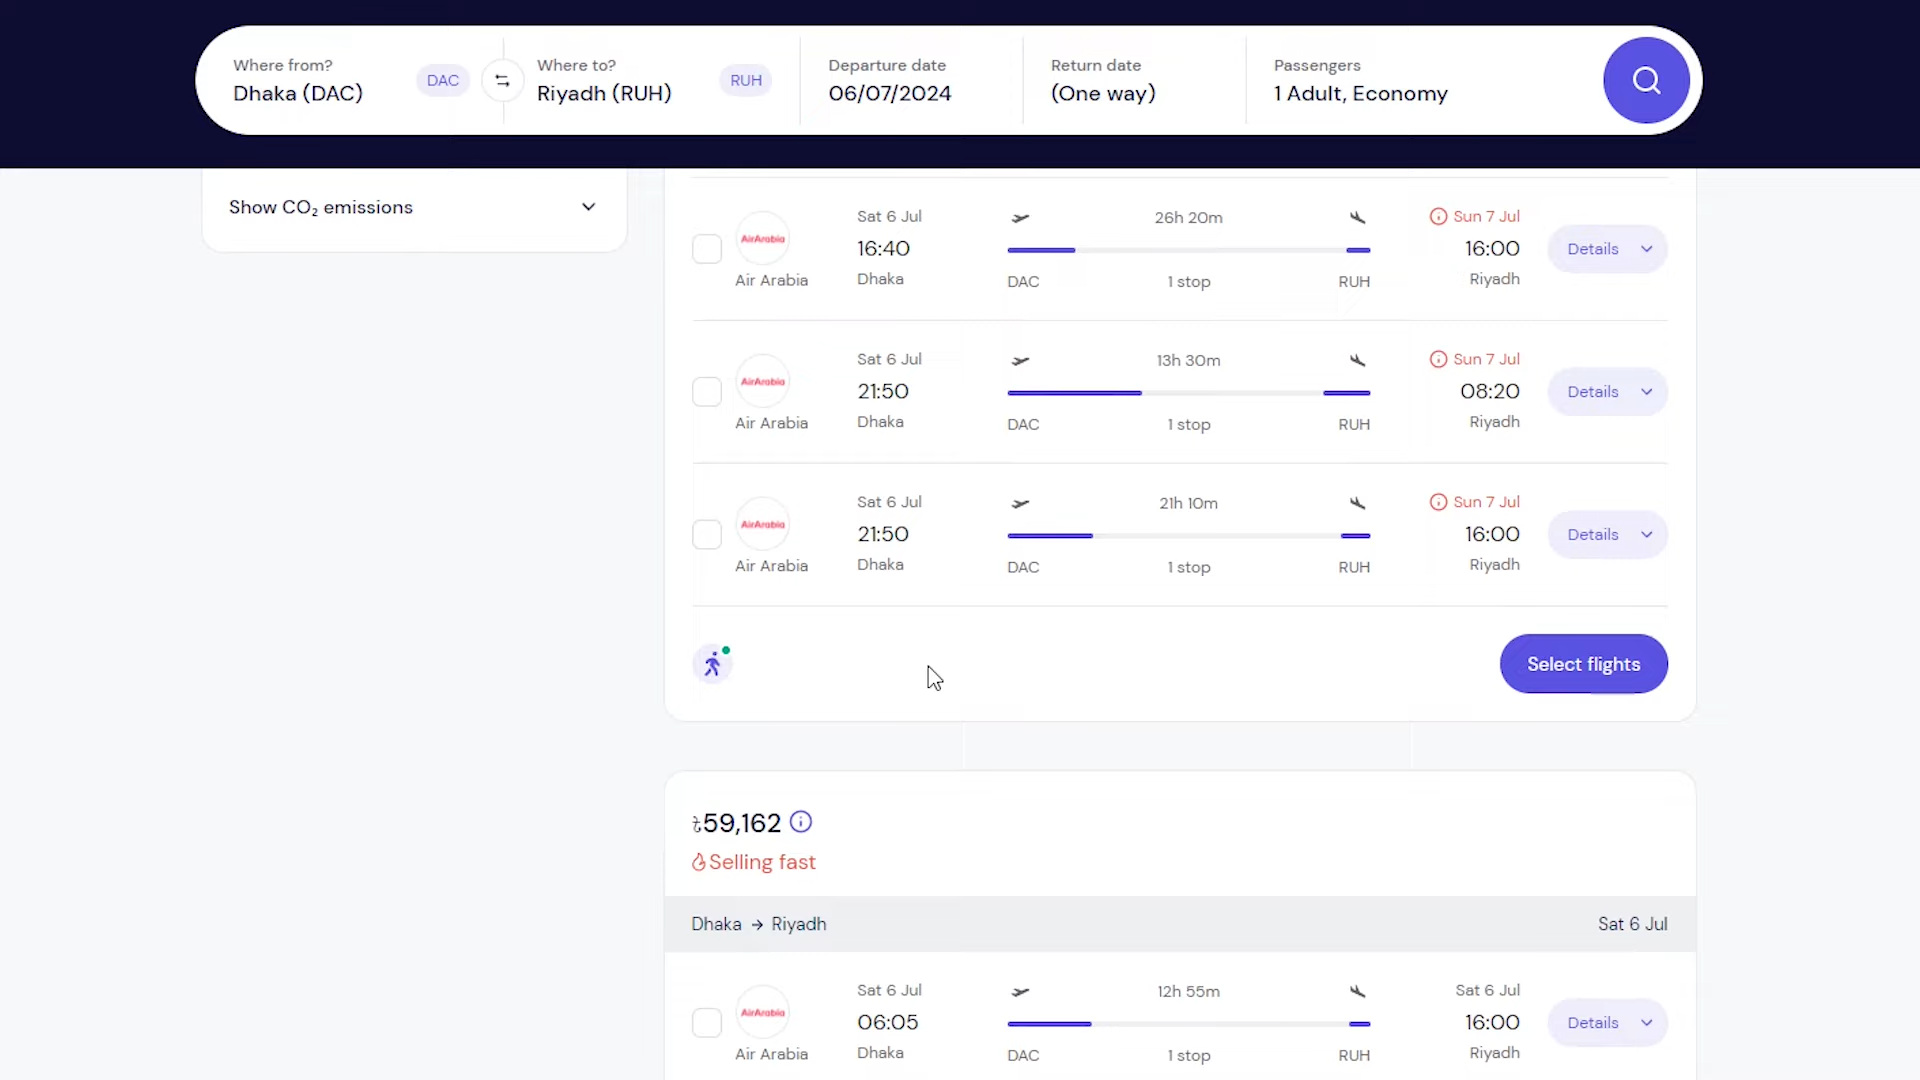 Where from?
Dhaka (DAC)
DAC
Where to?
Riyadh (RUH)
RUH
Departure date
06/07/2024
Return date
(One way)
Passengers
1 Adult, Economy
Show CO₂ emissions
AirArabia
Air Arabia
Sat 6 Jul
16:40
Dhaka
26h 20m
DAC
1 stop
RUH
Sun 7 Jul
16:00
Riyadh
Details
AirArabia
Air Arabia
Sat 6 Jul
21:50
Dhaka
13h 30m
DAC
1 stop
RUH
Sun 7 Jul
08:20
Riyadh
Details
AirArabia
Air Arabia
Sat 6 Jul
21:50
Dhaka
21h 10m
DAC
1 stop
RUH
Sun 7 Jul
16:00
Riyadh
Details
Select flights
৳59,162
Selling fast
Dhaka → Riyadh
Sat 6 Jul
AirArabia
Air Arabia
Sat 6 Jul
06:05
Dhaka
12h 55m
DAC
1 stop
RUH
Sat 6 Jul
16:00
Riyadh
Details